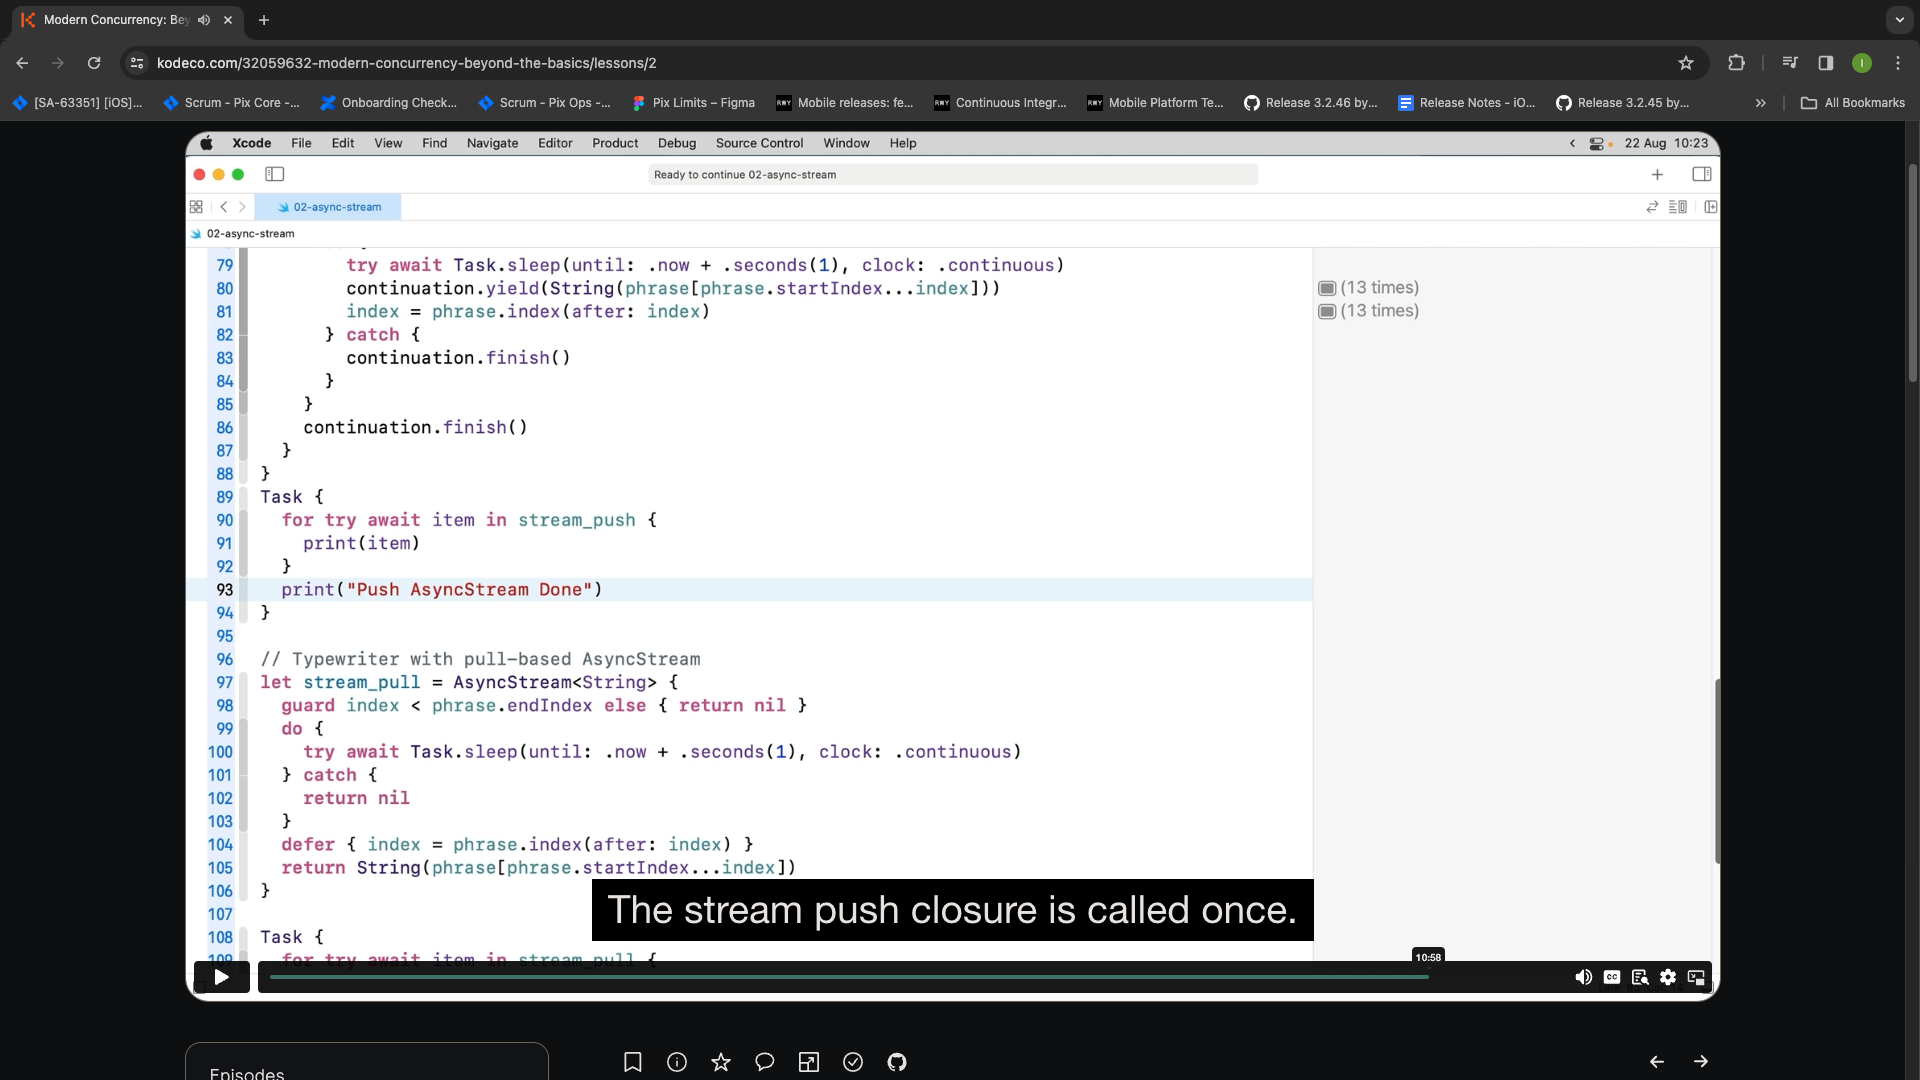 Modern Concurrency: Bey
kodeco.com/32059632-modern-concurrency-beyond-the-basics/lessons/2
I
[SA-63351] [iOS]...
Scrum - Pix Core -...
Onboarding Check...
Scrum - Pix Ops -...
Pix Limits – Figma
RWY
Mobile releases: fe...
RWY
Continuous Integr...
RWY
Mobile Platform Te...
Release 3.2.46 by...
Release Notes - iO...
Release 3.2.45 by...
»
All Bookmarks
Xcode File Edit View Find Navigate Editor Product Debug Source Control Window Help
22 Aug 10:23
Ready to continue 02-async-stream
02-async-stream
02-async-stream
79 try await Task.sleep(until: .now + .seconds(1), clock: .continuous)
80 continuation.yield(String(phrase[phrase.startIndex...index]))
(13 times)
81 index = phrase.index(after: index)
(13 times)
82 } catch {
83 continuation.finish()
84 }
85 }
86 continuation.finish()
87 }
88 }
89 Task {
90 for try await item in stream_push {
91 print(item)
92 }
93 print("Push AsyncStream Done")
94 }
95
96 // Typewriter with pull-based AsyncStream
97 let stream_pull = AsyncStream<String> {
98 guard index < phrase.endIndex else { return nil }
99 do {
100 try await Task.sleep(until: .now + .seconds(1), clock: .continuous)
101 } catch {
102 return nil
103 }
104 defer { index = phrase.index(after: index) }
105 return String(phrase[phrase.startIndex...index])
106 }
107
The stream push closure is called once.
108 Task {
109 for try await item in stream_pull {
10:58
CC
Episodes